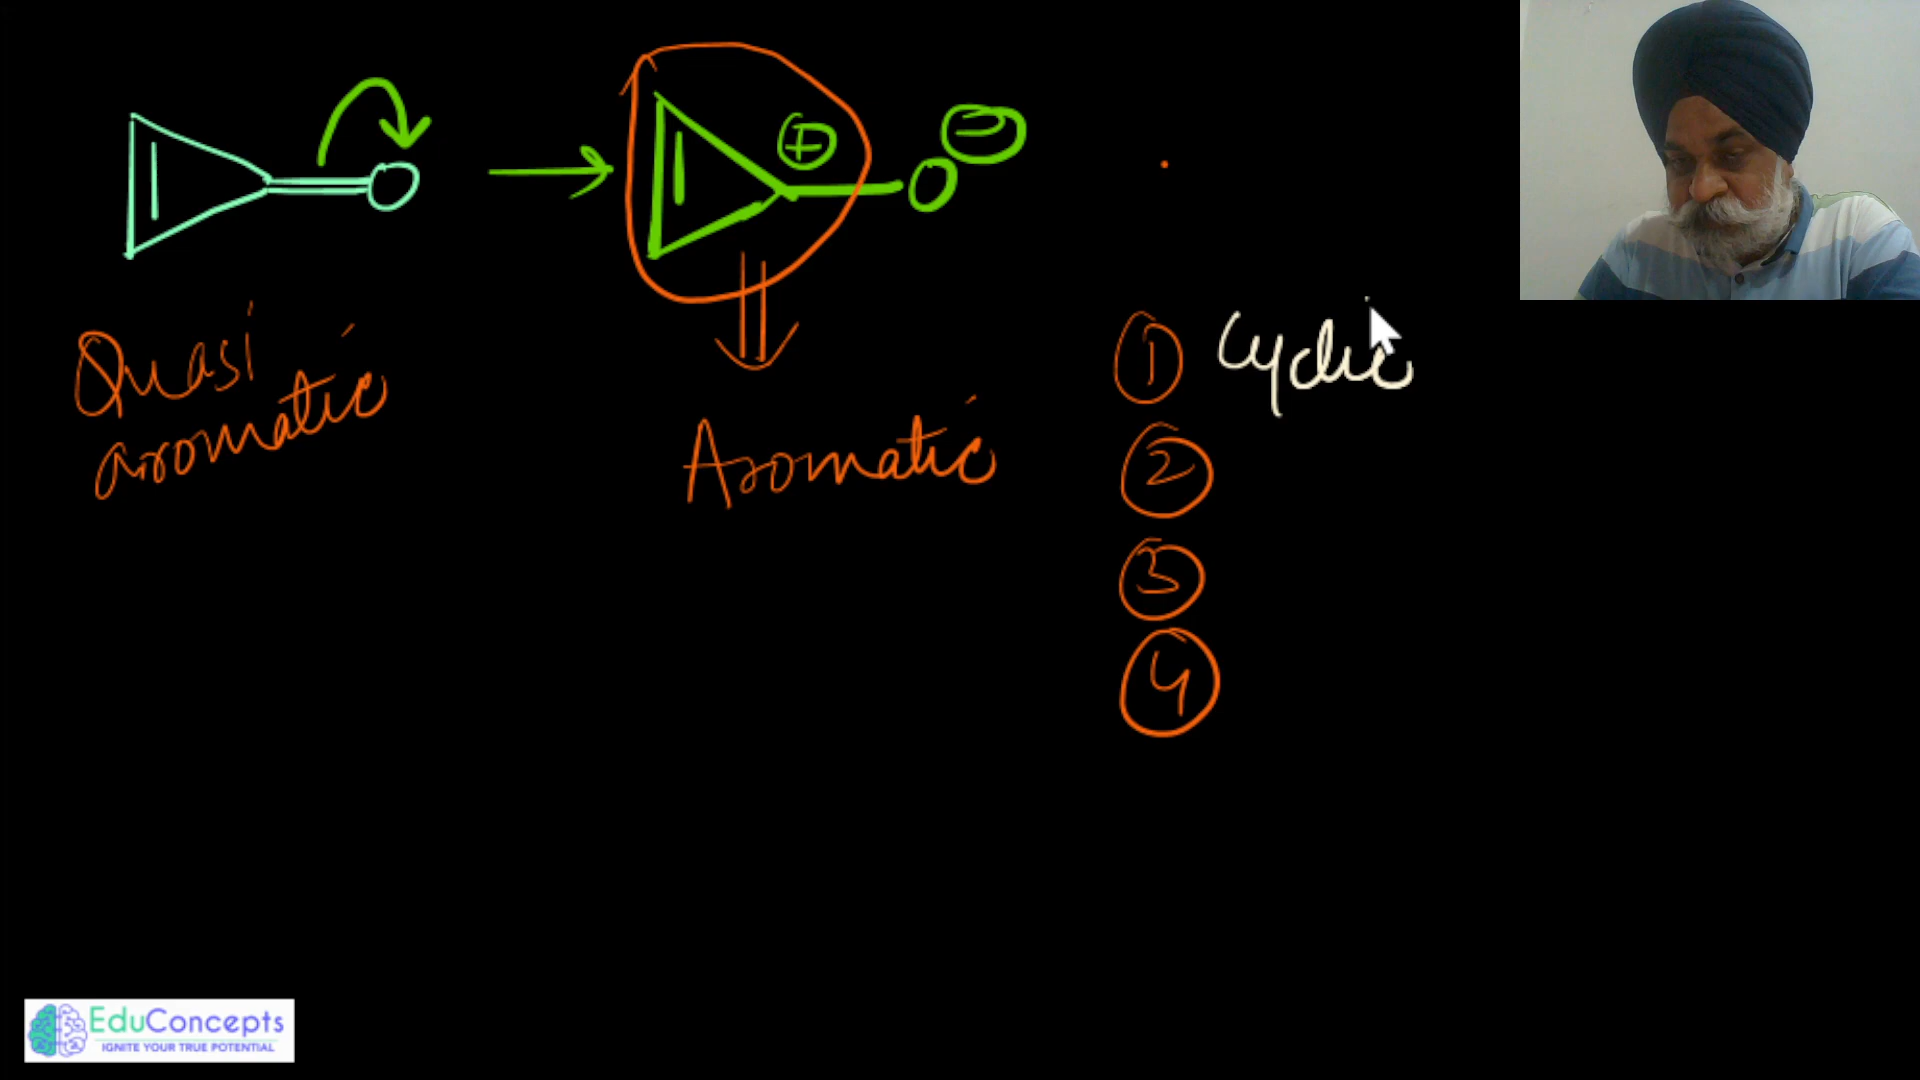 O
⊕
O
⊖
Quasi
aromatic
Aromatic
① Cyclic
②
③
④
EduConcepts
IGNITE YOUR TRUE POTENTIAL